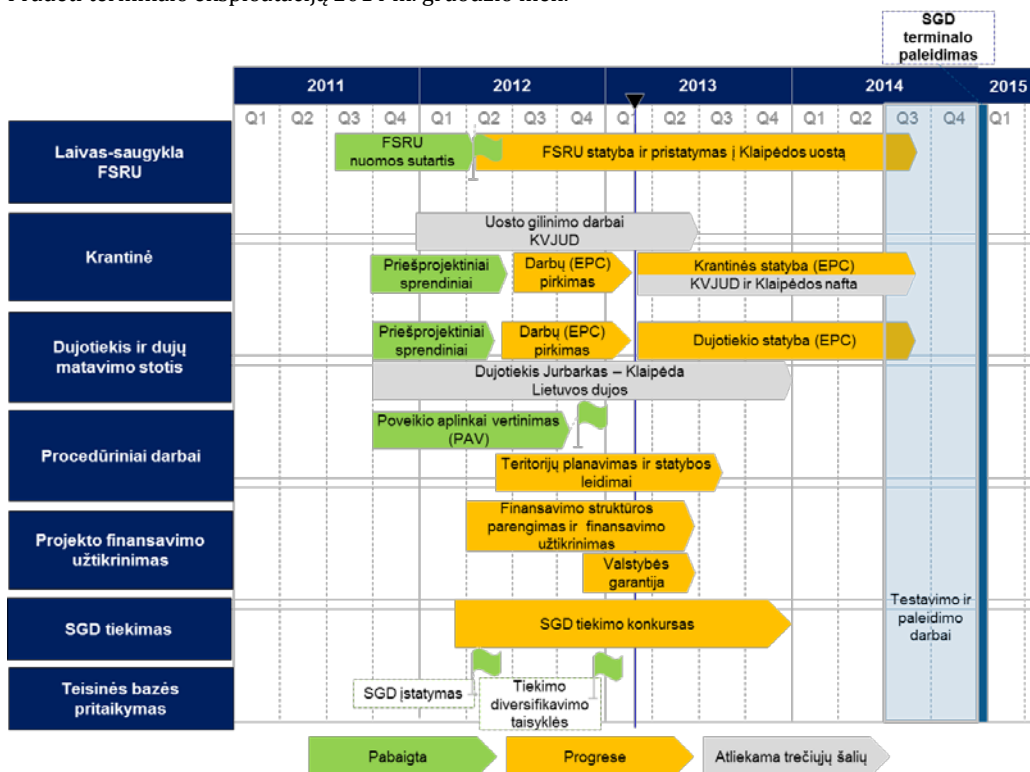 SGD
terminalo
paleidimas
2011 2012 2013 2014 2015
Q1 Q2 Q3 Q4 Q1 Q2 Q3 Q4 Q1 Q2 Q3 Q4 Q1 Q2 Q3 Q4 Q1
Laivas-saugykla
FSRU
FSRU
nuomos sutartis
FSRU statyba ir pristatymas į Klaipėdos uostą
Krantinė
Uosto gilinimo darbai
KVJUD
Priešprojektiniai
sprendiniai
Darbų (EPC)
pirkimas
Krantinės statyba (EPC)
KVJUD ir Klaipėdos nafta
Dujotiekis ir dujų
matavimo stotis
Priešprojektiniai
sprendiniai
Darbų (EPC)
pirkimas
Dujotiekio statyba (EPC)
Dujotiekis Jurbarkas – Klaipėda
Lietuvos dujos
Procedūriniai darbai
Poveikio aplinkai vertinimas
(PAV)
Teritorijų planavimas ir statybos
leidimai
Projekto finansavimo
užtikrinimas
Finansavimo struktūros
parengimas ir finansavimo
užtikrinimas
Valstybės
garantija
SGD tiekimas
SGD tiekimo konkursas
Testavimo ir
paleidimo
darbai
Teisinės bazės
pritaikymas
SGD įstatymas
Tiekimo
diversifikavimo
taisyklės
Pabaigta
Progrese
Atliekama trečiųjų šalių